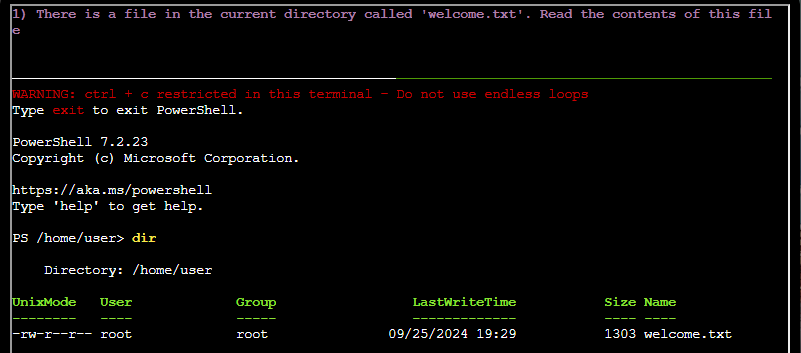 1) There is a file in the current directory called 'welcome.txt'. Read the contents of this fil
e
WARNING: ctrl + c restricted in this terminal - Do not use endless loops
Type exit to exit PowerShell.
PowerShell 7.2.23
Copyright (c) Microsoft Corporation.
https://aka.ms/powershell
Type 'help' to get help.
PS /home/user> dir
    Directory: /home/user
UnixMode   User             Group                 LastWriteTime           Size Name
--------   ----             -----                 -------------           ---- ----
-rw-r--r-- root             root               09/25/2024 19:29           1303 welcome.txt